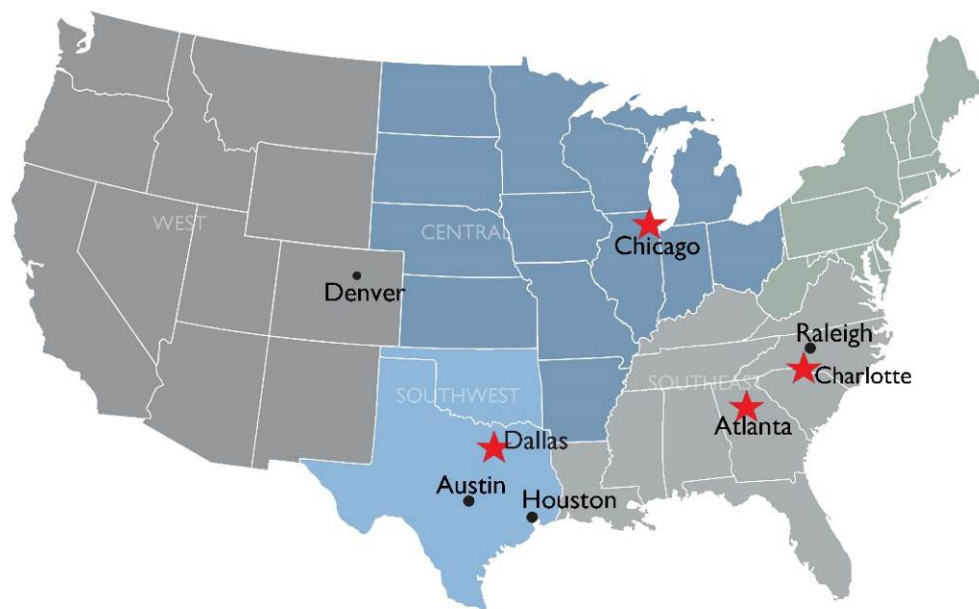 WEST
CENTRAL
Chicago
Denver
Raleigh
Charlotte
SOUTHEAST
SOUTHWEST
Atlanta
Dallas
Austin
Houston